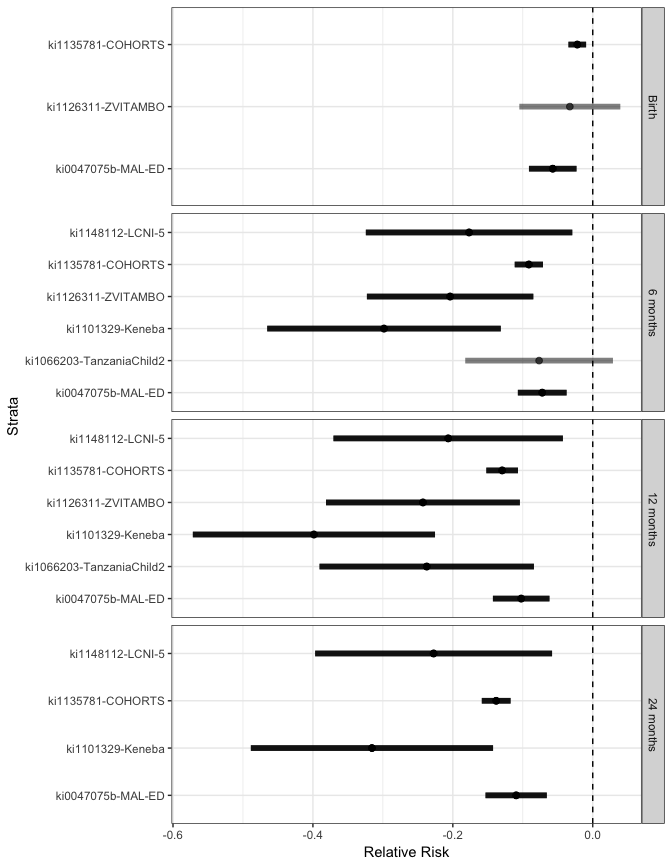 ki1135781-COHORTS
ki1126311-ZVITAMBO
ki0047075b-MAL-ED
Birth
ki1148112-LCNI-5
ki1135781-COHORTS
ki1126311-ZVITAMBO
ki1101329-Keneba
ki1066203-TanzaniaChild2
ki0047075b-MAL-ED
6 months
ki1148112-LCNI-5
ki1135781-COHORTS
ki1126311-ZVITAMBO
ki1101329-Keneba
ki1066203-TanzaniaChild2
ki0047075b-MAL-ED
12 months
ki1148112-LCNI-5
ki1135781-COHORTS
ki1101329-Keneba
ki0047075b-MAL-ED
24 months
Strata
-0.6 -0.4 -0.2 0.0
Relative Risk